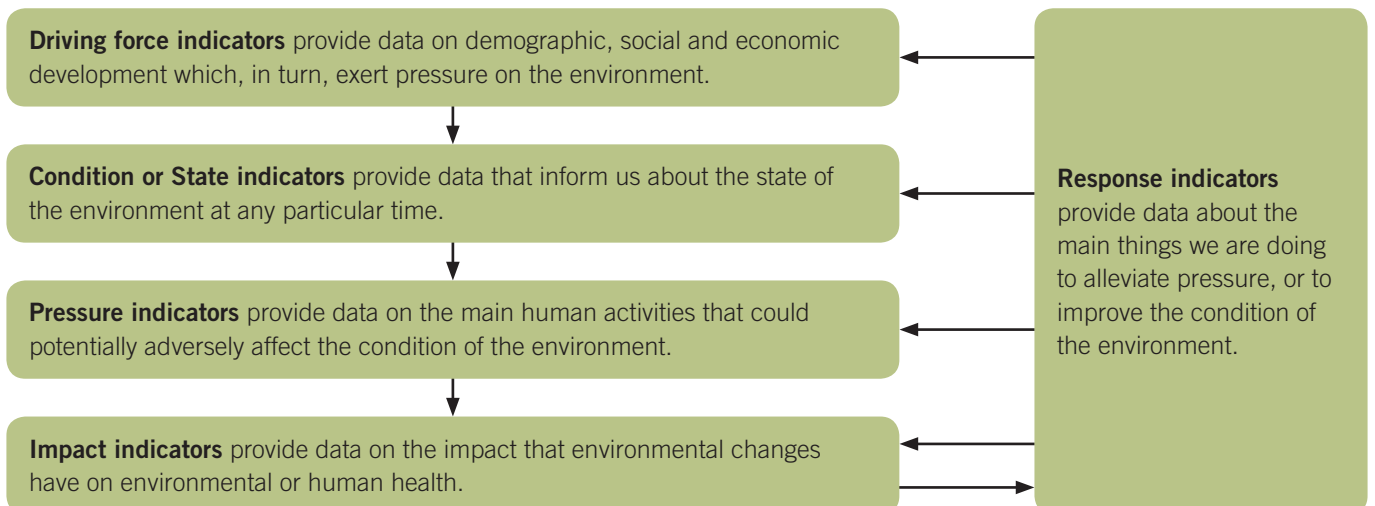 Driving force indicators provide data on demographic, social and economic
development which, in turn, exert pressure on the environment.
Condition or State indicators provide data that inform us about the state of
the environment at any particular time.
Pressure indicators provide data on the main human activities that could
potentially adversely affect the condition of the environment.
Impact indicators provide data on the impact that environmental changes
have on environmental or human health.
Response indicators
provide data about the
main things we are doing
to alleviate pressure, or to
improve the condition of
the environment.